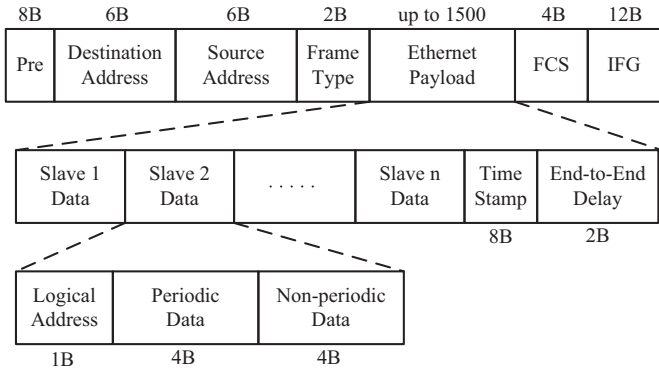 8B 6B 6B 2B up to 1500 4B 12B
Pre Destination Address Source Address Frame Type Ethernet Payload FCS IFG
Slave 1 Data Slave 2 Data ..... Slave n Data Time Stamp End-to-End Delay
8B 2B
Logical Address Periodic Data Non-periodic Data
1B 4B 4B